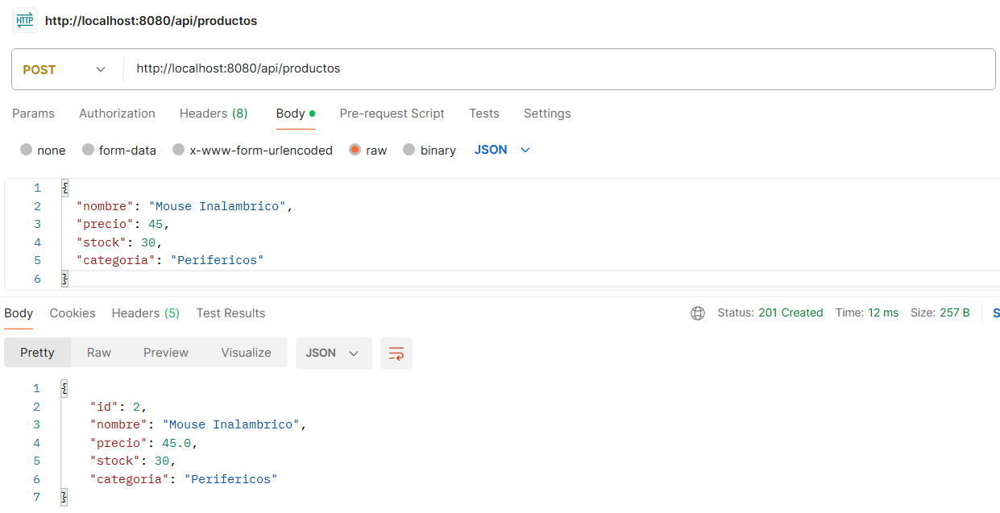 HTTP http://localhost:8080/api/productos
POST http://localhost:8080/api/productos
Params Authorization Headers (8) Body Pre-request Script Tests Settings
none form-data x-www-form-urlencoded raw binary JSON
1 {
2 "nombre": "Mouse Inalambrico",
3 "precio": 45,
4 "stock": 30,
5 "categoria": "Perifericos"
6 }
Body Cookies Headers (5) Test Results Status: 201 Created Time: 12 ms Size: 257 B S
Pretty Raw Preview Visualize JSON
1 {
2 "id": 2,
3 "nombre": "Mouse Inalambrico",
4 "precio": 45.0,
5 "stock": 30,
6 "categoria": "Perifericos"
7 }